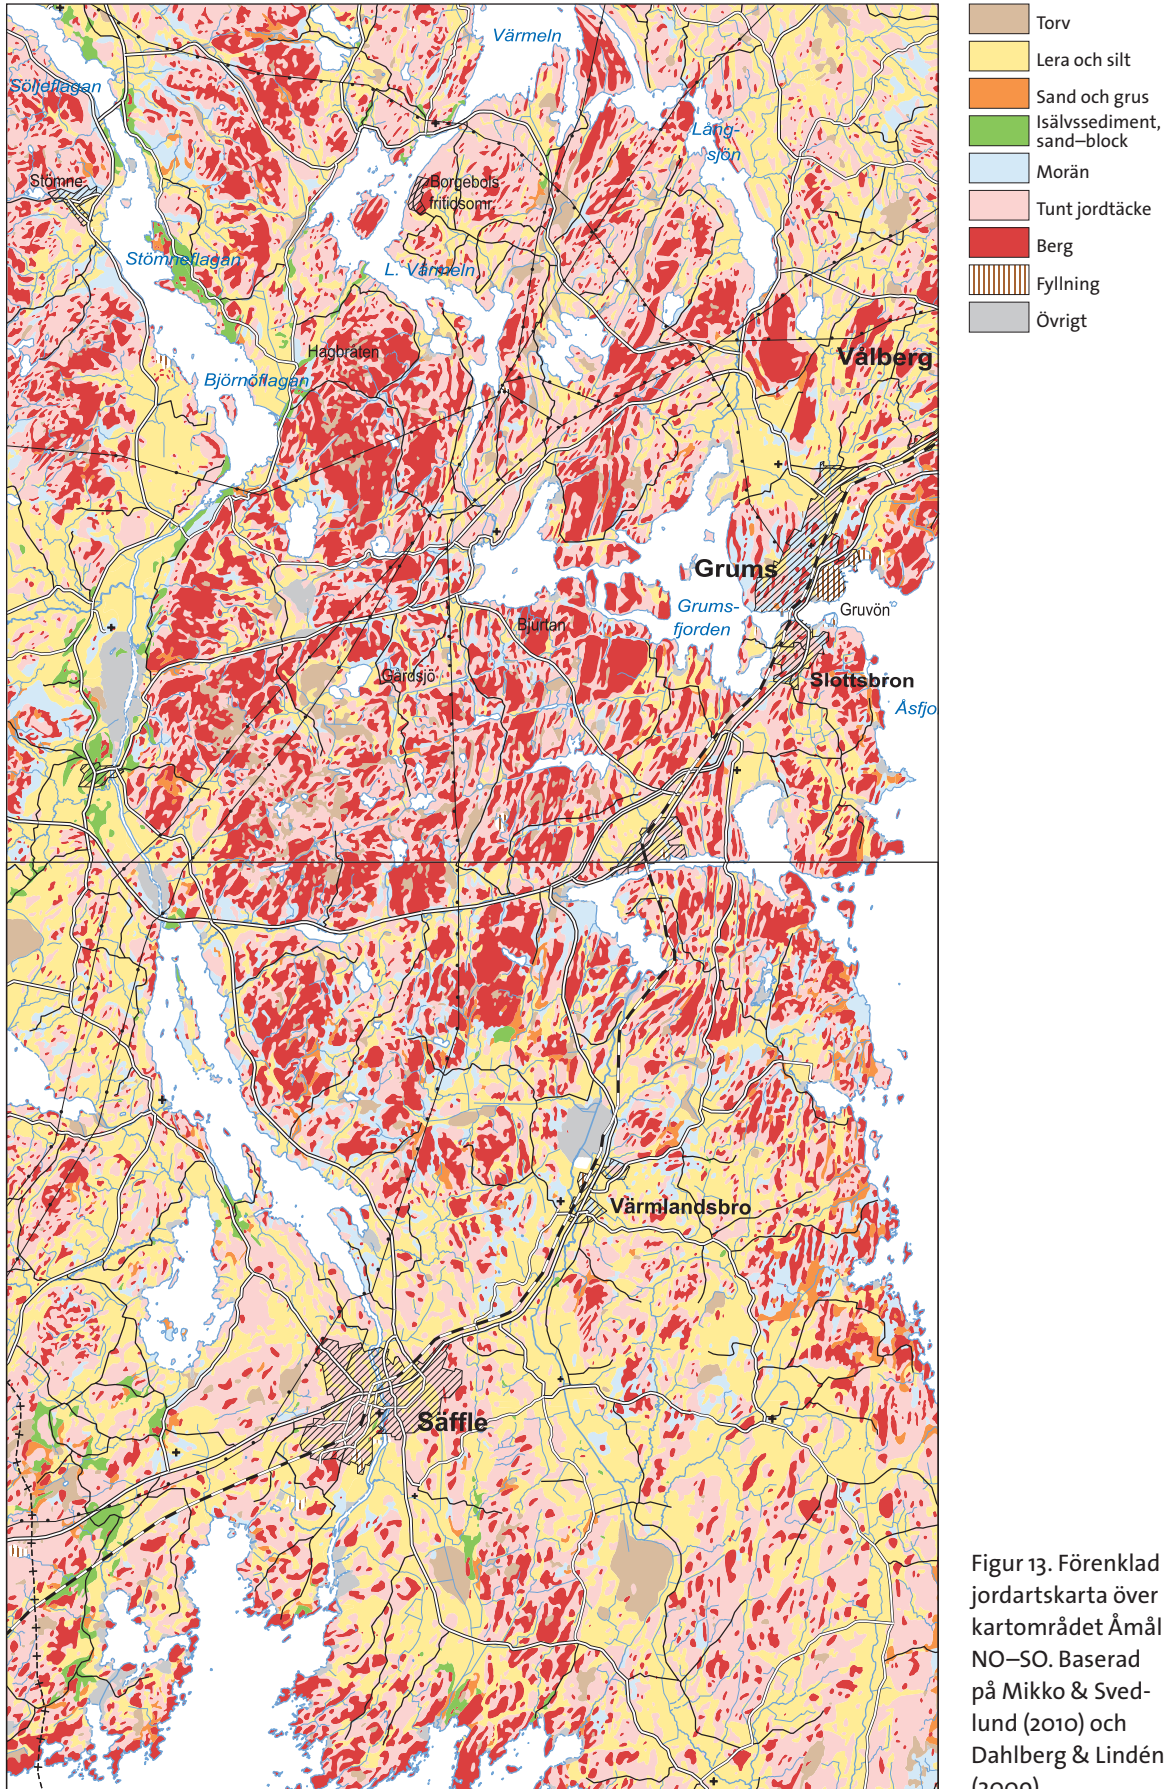 Värmeln
Söljeflagan
Lång-
sjön
Stömne
Borgebols
fritidsomr.
Stömneflagan
L. Värmeln
Hagbråten
Vålberg
Björnöflagan
Grums
Grums-
fjorden
Gruvön
Bjurtan
Gårdsjö
Slottsbron
Åsfjo
Värmlandsbro
Säffle
Torv
Lera och silt
Sand och grus
Isälvssediment,
sand–block
Morän
Tunt jordtäcke
Berg
Fyllning
Övrigt
Figur 13. Förenklad
jordartskarta över
kartområdet Åmål
NO–SO. Baserad
på Mikko & Sved-
lund (2010) och
Dahlberg & Lindén